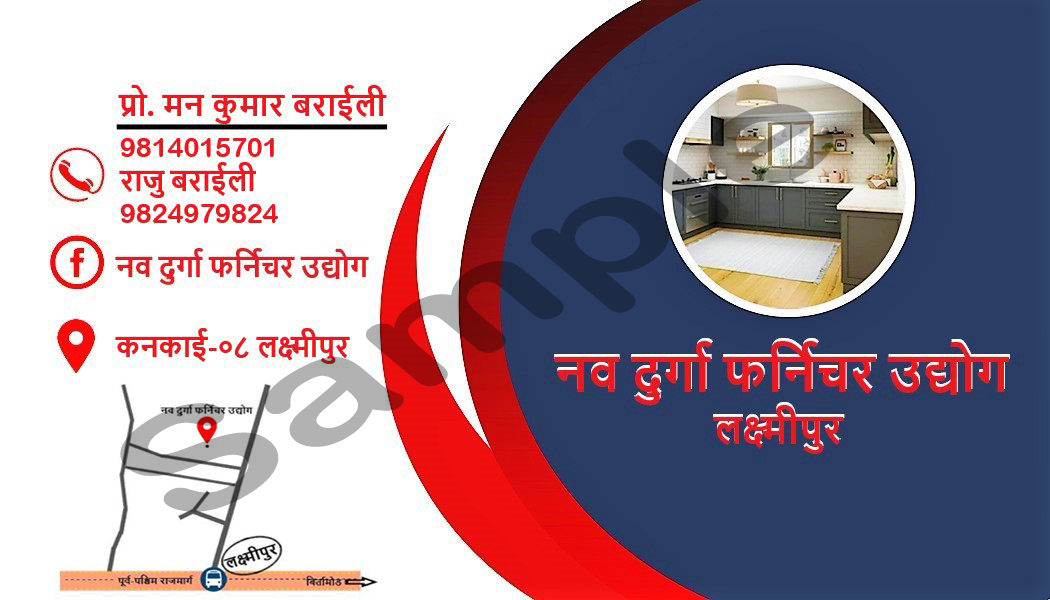 प्रो. मन कुमार बराईली
9814015701
राजु बराईली
9824979824
नव दुर्गा फर्निचर उद्योग
कनकाई-०८ लक्ष्मीपुर
नव दुर्गा फर्निचर उद्योग
लक्ष्मीपुर
पूर्व-पश्चिम राजमार्ग
बिर्तामोड
नव दुर्गा फर्निचर उद्योग
लक्ष्मीपुर
Sample